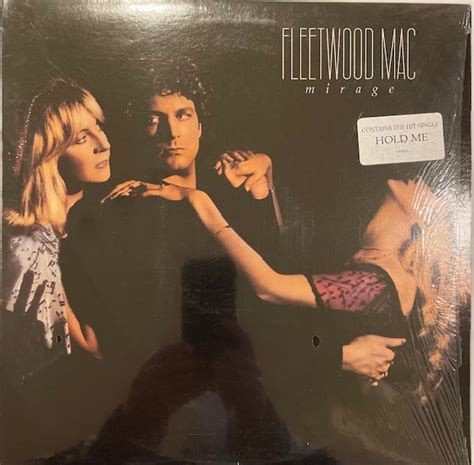 FLEETWOOD MAC
mirage
CONTAINS THE HIT SINGLE
HOLD ME